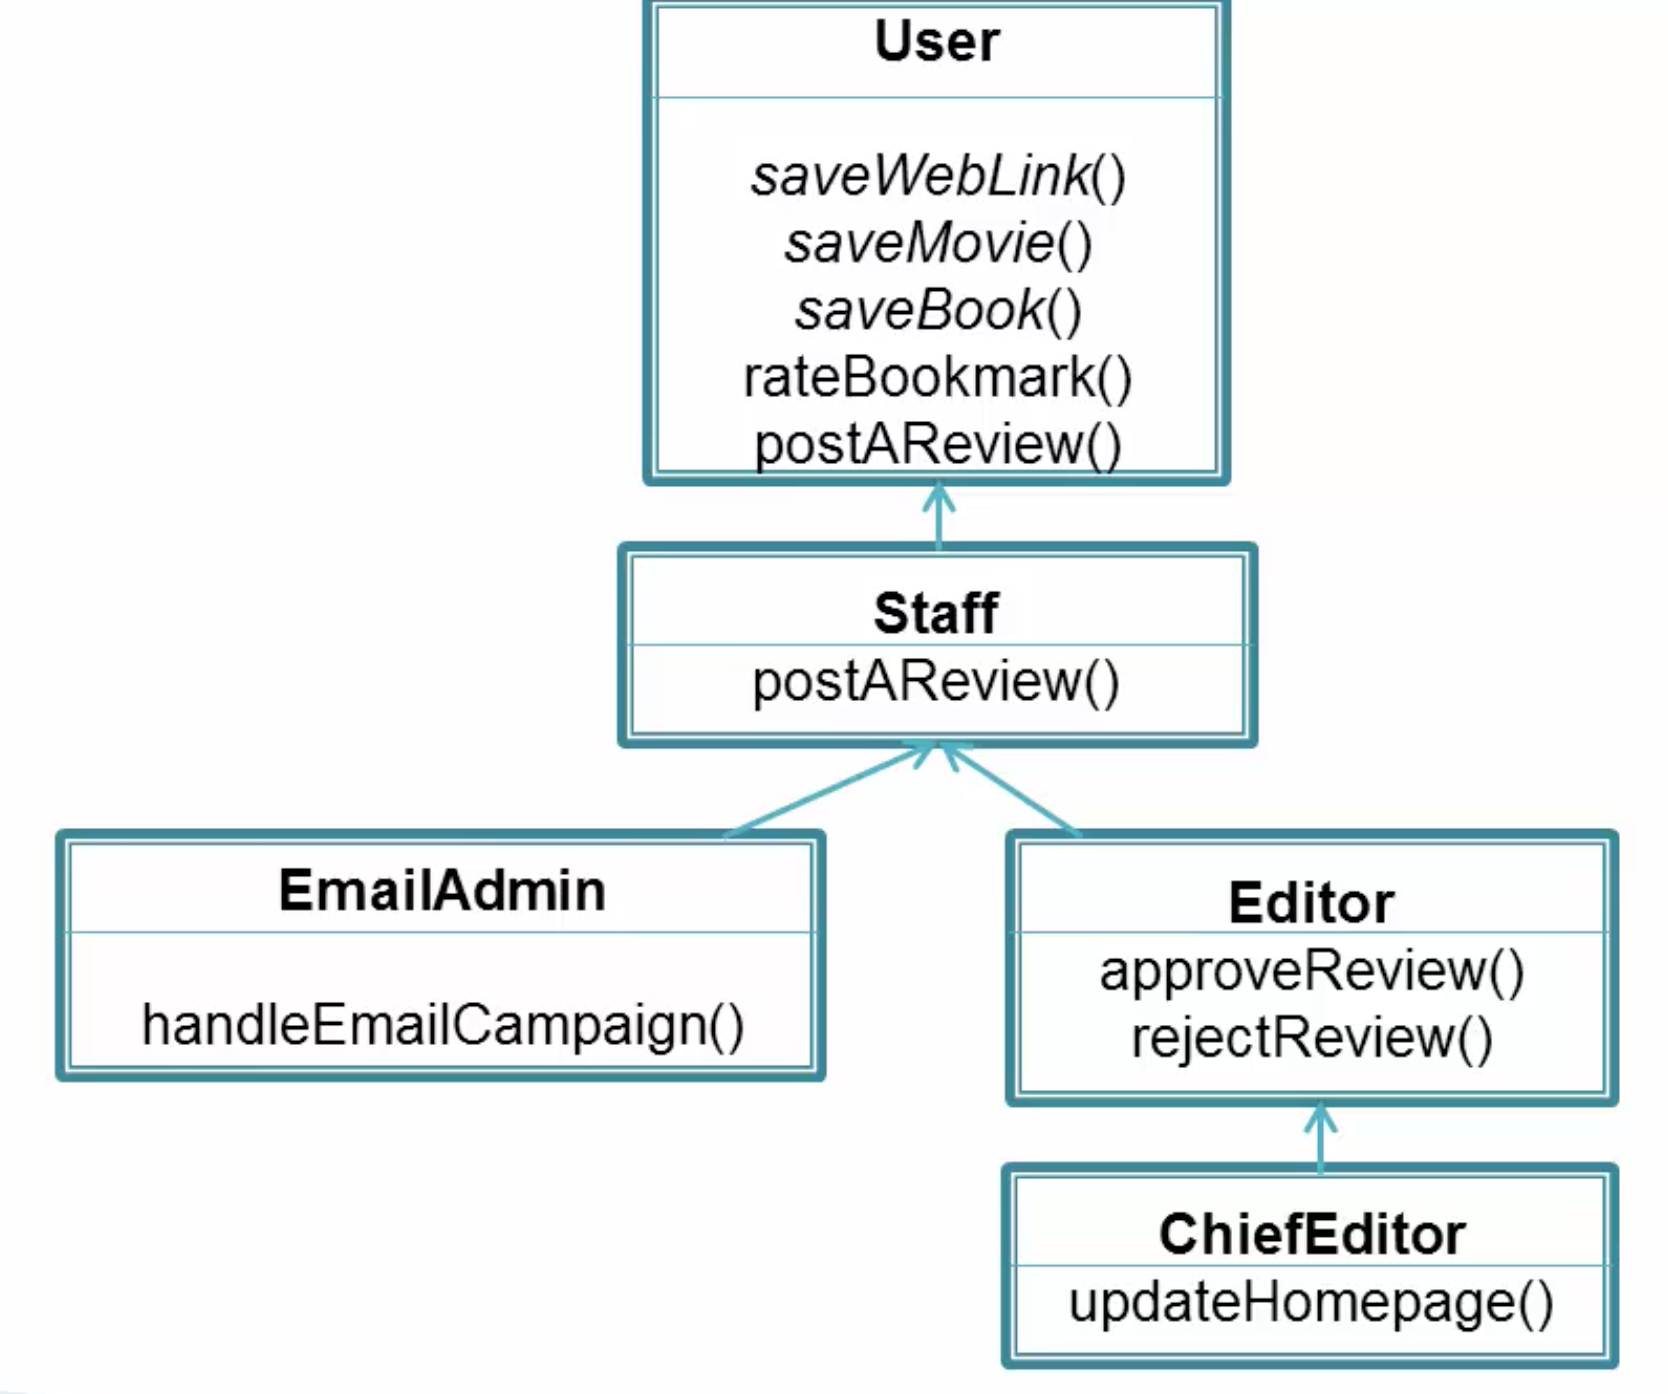 User
saveWebLink()
saveMovie()
saveBook()
rateBookmark()
postAReview()
Staff
postAReview()
EmailAdmin
handleEmailCampaign()
Editor
approveReview()
rejectReview()
ChiefEditor
updateHomepage()